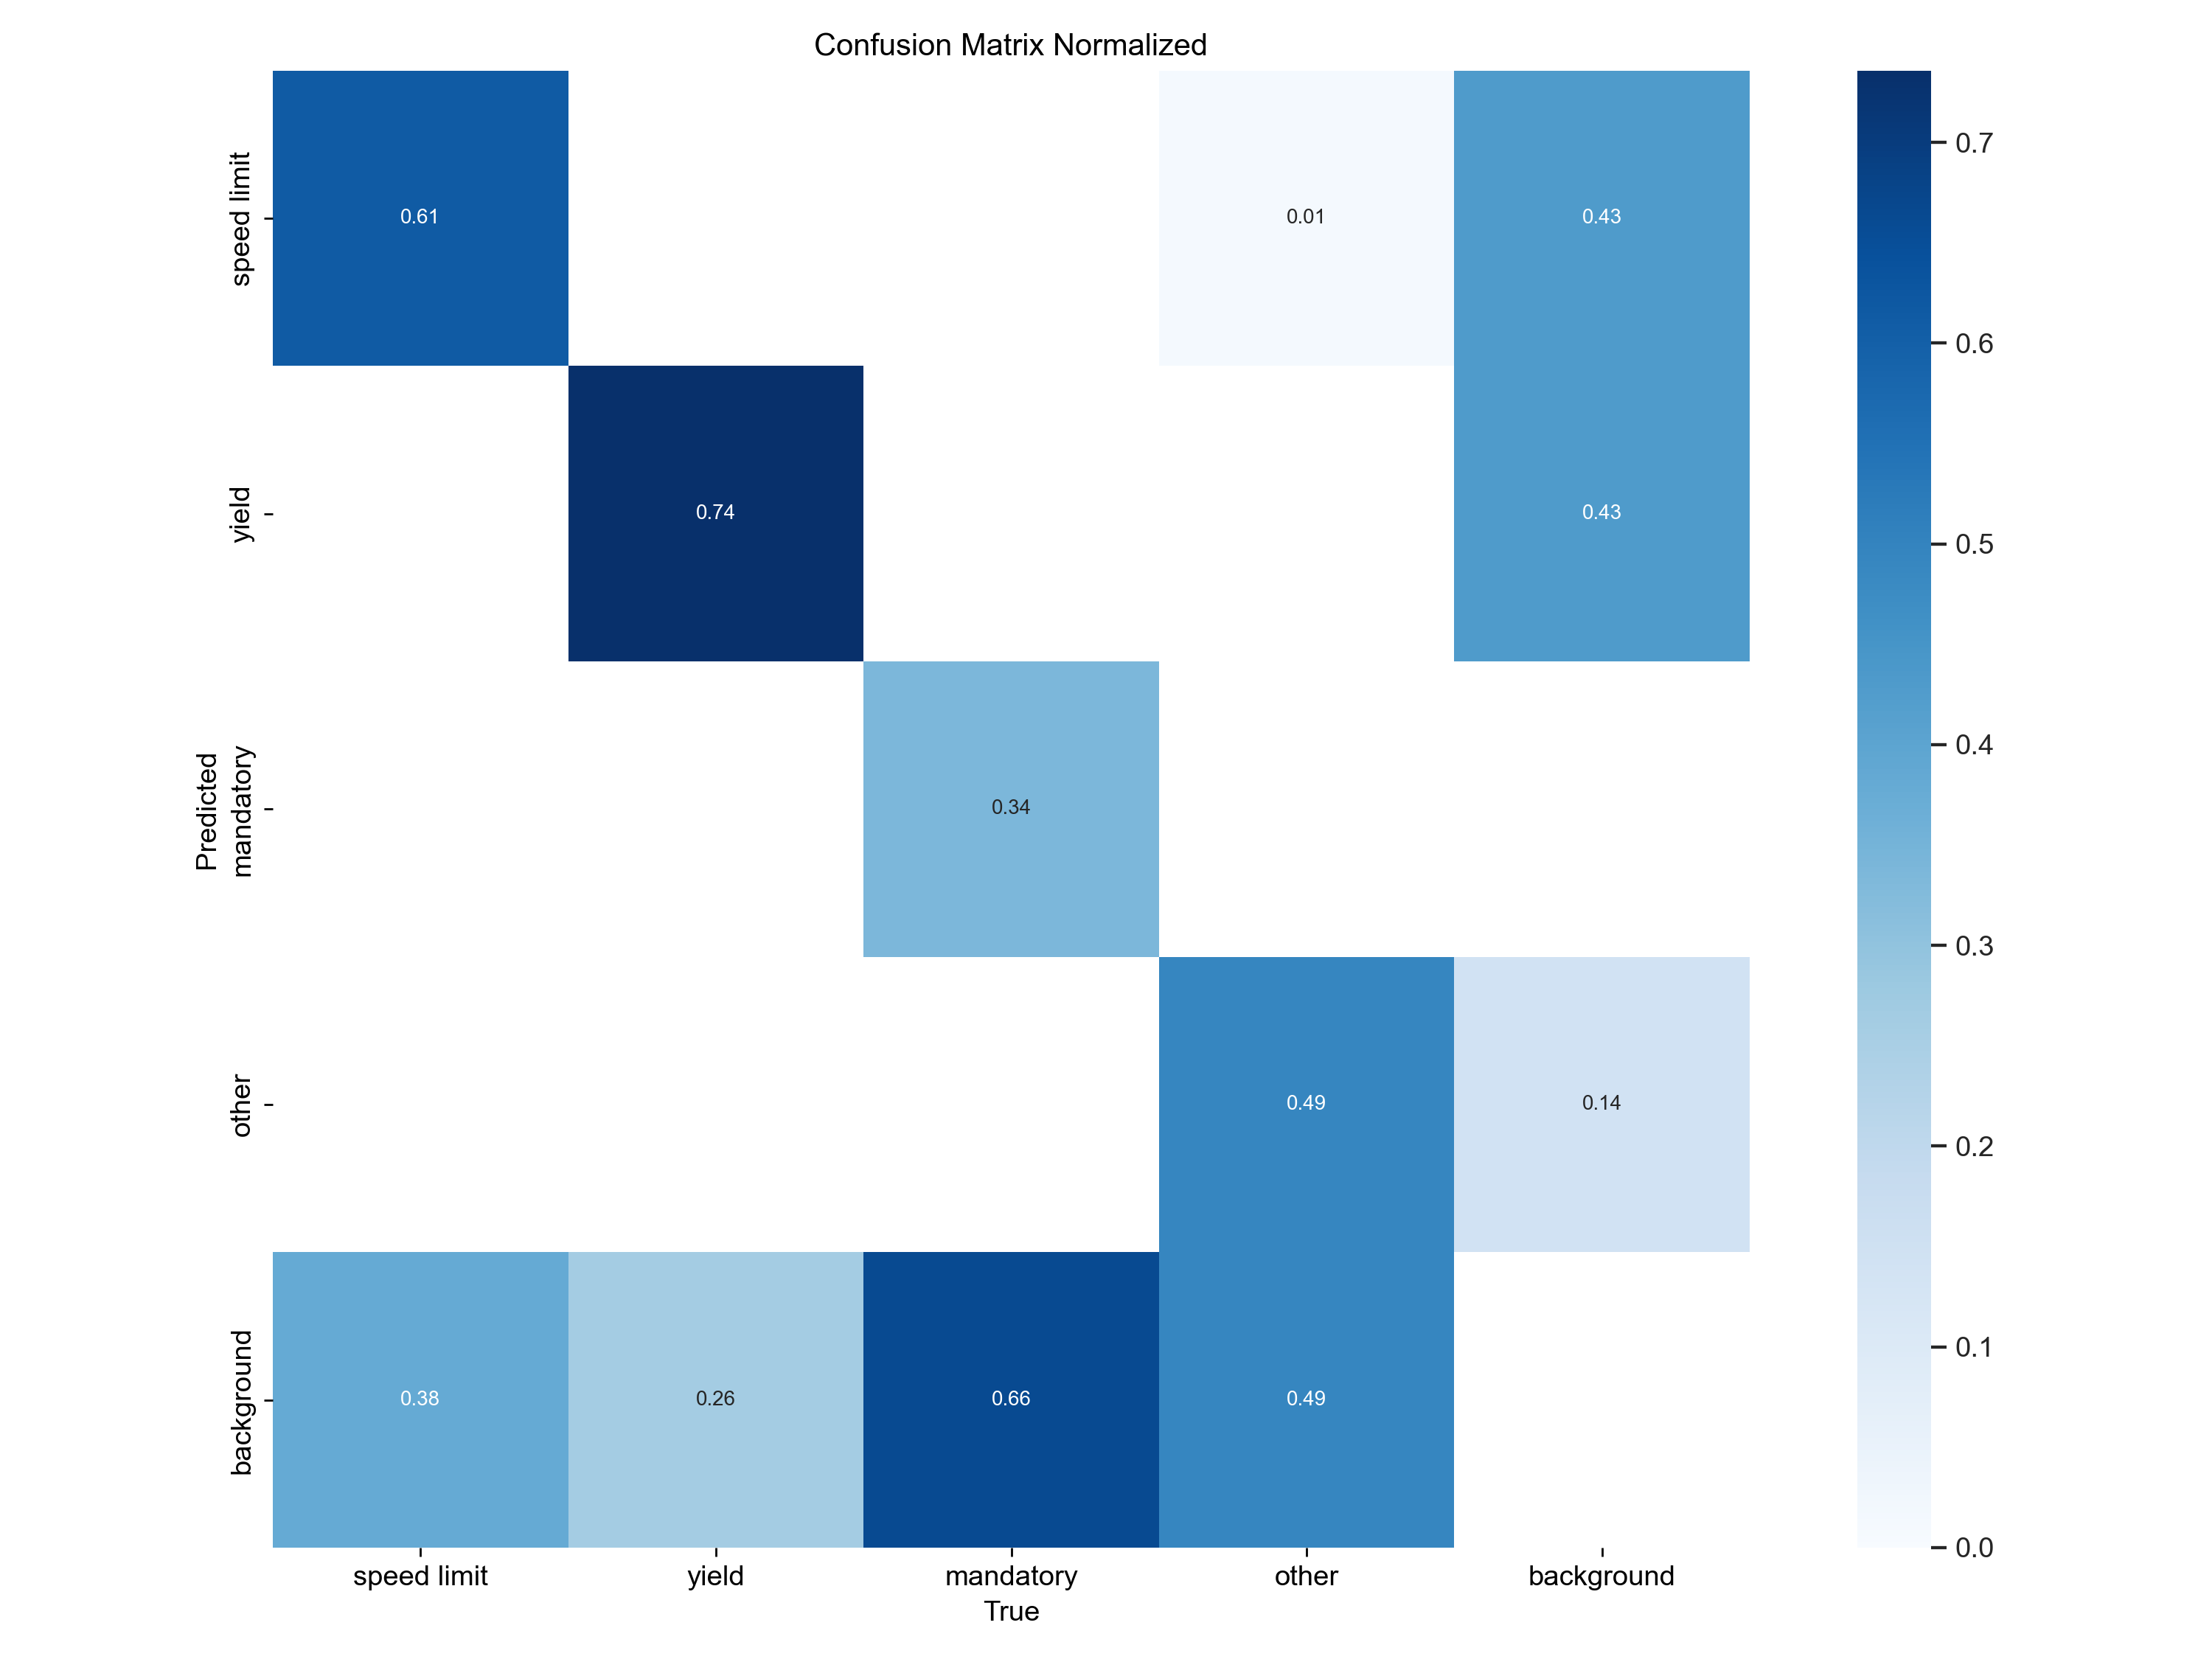 Confusion Matrix Normalized
speed limit
0.61
0.01
0.43
yield
0.74
0.43
Predicted
mandatory
0.34
other
0.49
0.14
background
0.38
0.26
0.66
0.49
speed limit
yield
mandatory
other
background
True
0.7
0.6
0.5
0.4
0.3
0.2
0.1
0.0